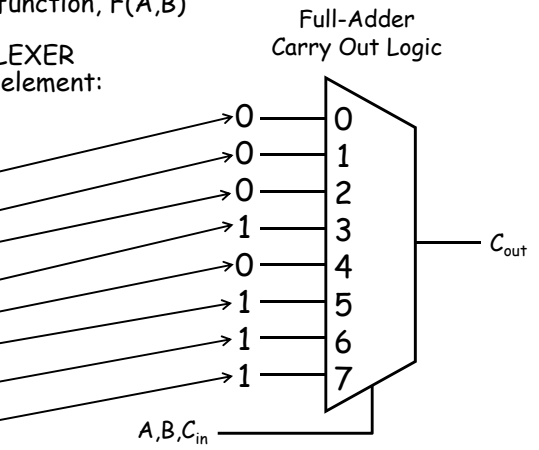 function, F(A,B)
Full-Adder
Carry Out Logic
LEXER
element:
0 0
0 1
0 2
1 3
0 4
1 5
1 6
1 7
Cout
A,B,Cin